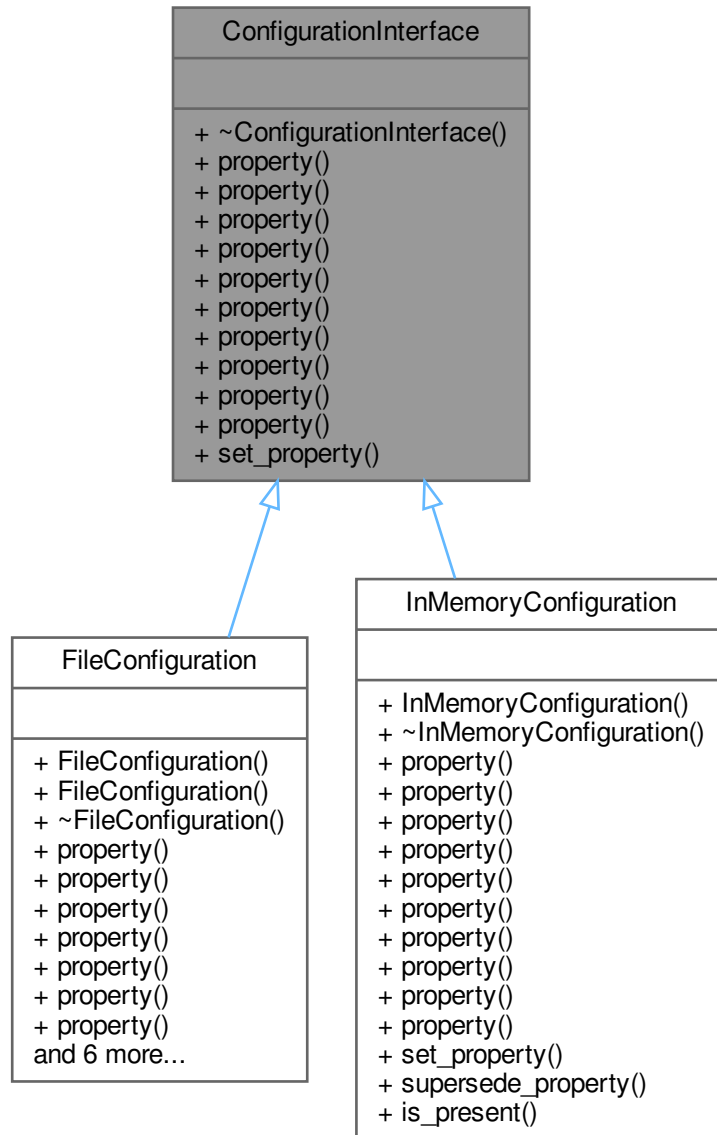 ConfigurationInterface
+ ~ConfigurationInterface()
+ property()
+ property()
+ property()
+ property()
+ property()
+ property()
+ property()
+ property()
+ property()
+ property()
+ set_property()
FileConfiguration
+ FileConfiguration()
+ FileConfiguration()
+ ~FileConfiguration()
+ property()
+ property()
+ property()
+ property()
+ property()
+ property()
+ property()
and 6 more...
InMemoryConfiguration
+ InMemoryConfiguration()
+ ~InMemoryConfiguration()
+ property()
+ property()
+ property()
+ property()
+ property()
+ property()
+ property()
+ property()
+ property()
+ property()
+ set_property()
+ supersede_property()
+ is_present()